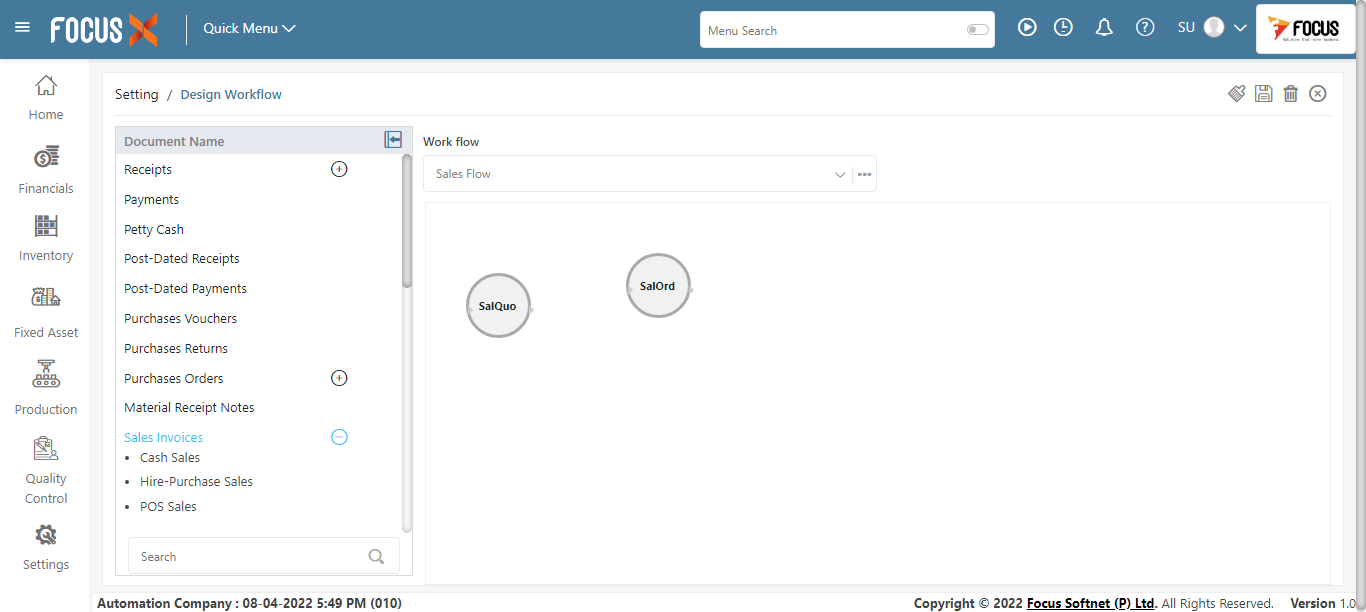 FOCUS X
Quick Menu
Menu Search
SU
FOCUS
Home
Financials
Inventory
Fixed Asset
Production
Quality
Control
Settings
Setting / Design Workflow
Document Name
Receipts
Payments
Petty Cash
Post-Dated Receipts
Post-Dated Payments
Purchases Vouchers
Purchases Returns
Purchases Orders
Material Receipt Notes
Sales Invoices
• Cash Sales
• Hire-Purchase Sales
• POS Sales
Search
Work flow
Sales Flow
SalQuo
SalOrd
Automation Company : 08-04-2022 5:49 PM (010)
Copyright © 2022 Focus Softnet (P) Ltd. All Rights Reserved. Version 1.0